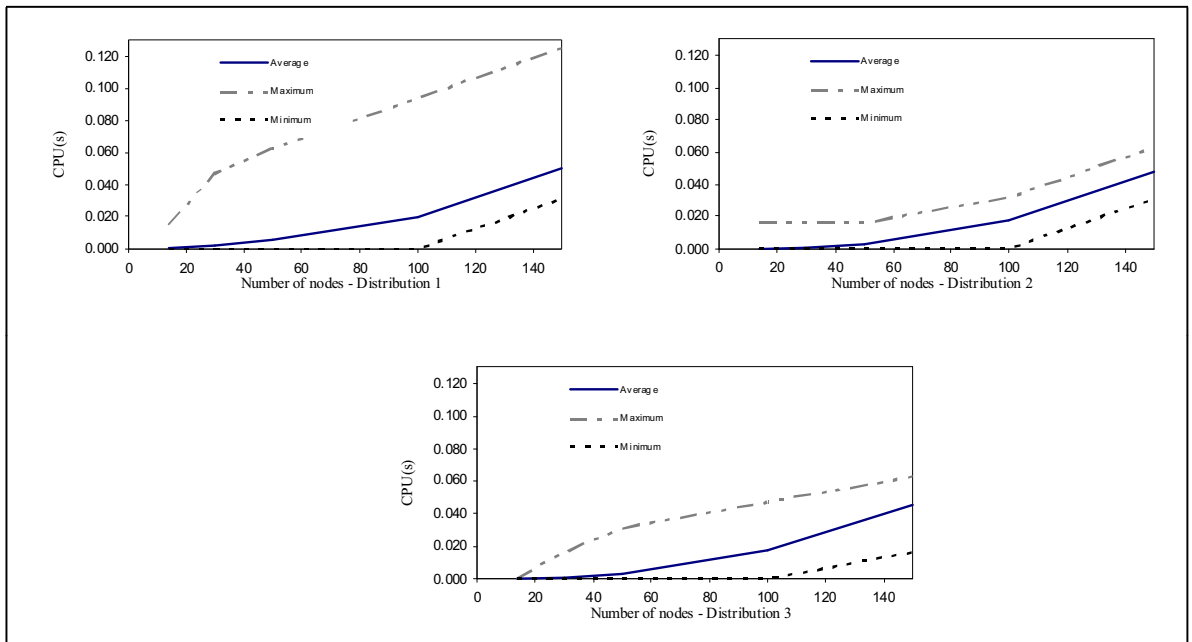 CPU(s)
0.120
0.100
0.080
0.060
0.040
0.020
0.000
Average
Maximum
Minimum
0 20 40 60 80 100 120 140
Number of nodes - Distribution 1
CPU(s)
0.120
0.100
0.080
0.060
0.040
0.020
0.000
Average
Maximum
Minimum
0 20 40 60 80 100 120 140
Number of nodes - Distribution 2
CPU(s)
0.120
0.100
0.080
0.060
0.040
0.020
0.000
Average
Maximum
Minimum
0 20 40 60 80 100 120 140
Number of nodes - Distribution 3